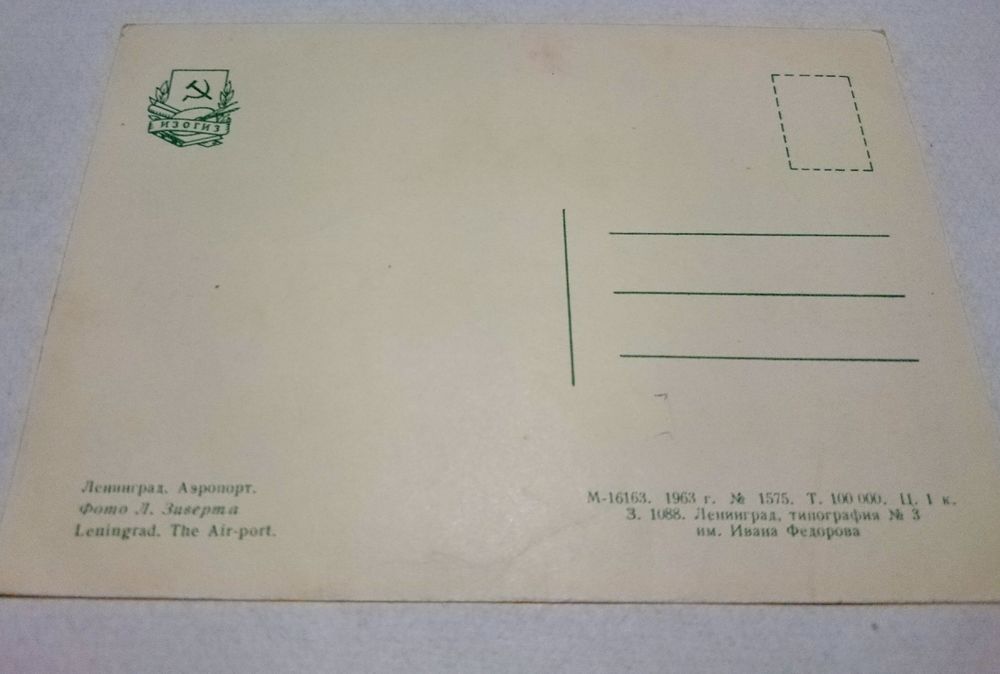 ИЗОГИЗ
Ленинград. Аэропорт.
Фото Л. Зиверта
Leningrad. The Air-port.
М-16163. 1963 г. № 1575. Т. 100 000. Ц. 1 к.
З. 1088. Ленинград, типография № 3
им. Ивана Федорова